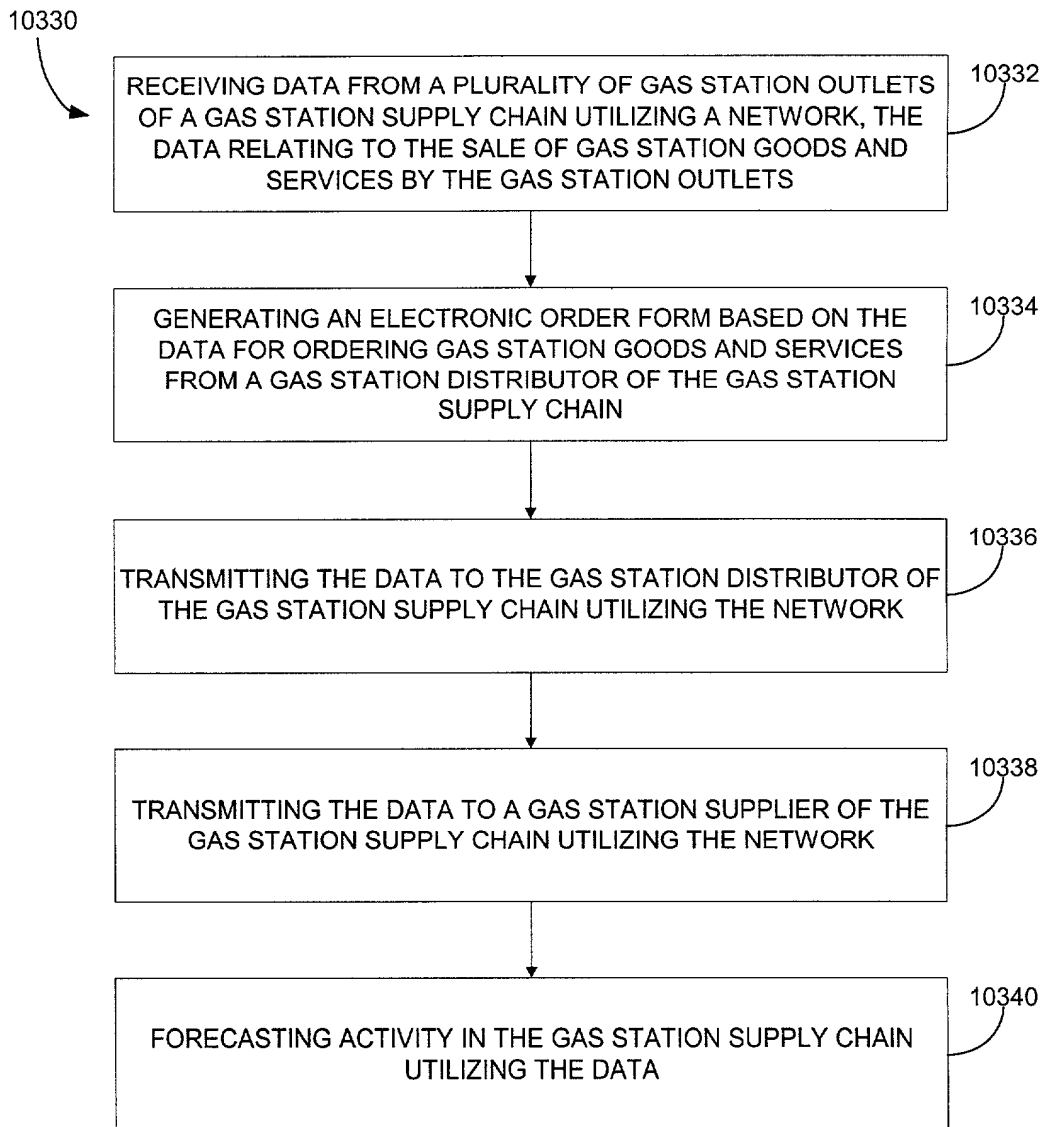 10330
RECEIVING DATA FROM A PLURALITY OF GAS STATION OUTLETS
OF A GAS STATION SUPPLY CHAIN UTILIZING A NETWORK, THE
DATA RELATING TO THE SALE OF GAS STATION GOODS AND
SERVICES BY THE GAS STATION OUTLETS
10332
GENERATING AN ELECTRONIC ORDER FORM BASED ON THE
DATA FOR ORDERING GAS STATION GOODS AND SERVICES
FROM A GAS STATION DISTRIBUTOR OF THE GAS STATION
SUPPLY CHAIN
10334
TRANSMITTING THE DATA TO THE GAS STATION DISTRIBUTOR OF
THE GAS STATION SUPPLY CHAIN UTILIZING THE NETWORK
10336
TRANSMITTING THE DATA TO A GAS STATION SUPPLIER OF THE
GAS STATION SUPPLY CHAIN UTILIZING THE NETWORK
10338
FORECASTING ACTIVITY IN THE GAS STATION SUPPLY CHAIN
UTILIZING THE DATA
10340